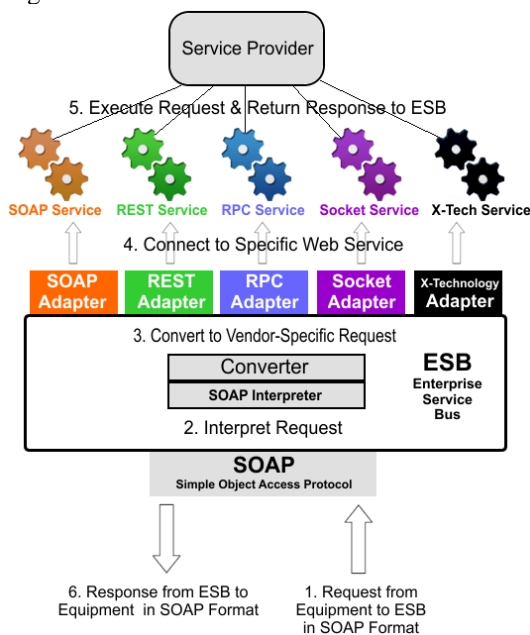 Service Provider
5. Execute Request & Return Response to ESB
SOAP Service
REST Service
RPC Service
Socket Service
X-Tech Service
4. Connect to Specific Web Service
SOAP
Adapter
REST
Adapter
RPC
Adapter
Socket
Adapter
X-Technology
Adapter
3. Convert to Vendor-Specific Request
Converter
SOAP Interpreter
2. Interpret Request
ESB
Enterprise
Service
Bus
SOAP
Simple Object Access Protocol
6. Response from ESB to
Equipment in SOAP Format
1. Request from
Equipment to ESB
in SOAP Format